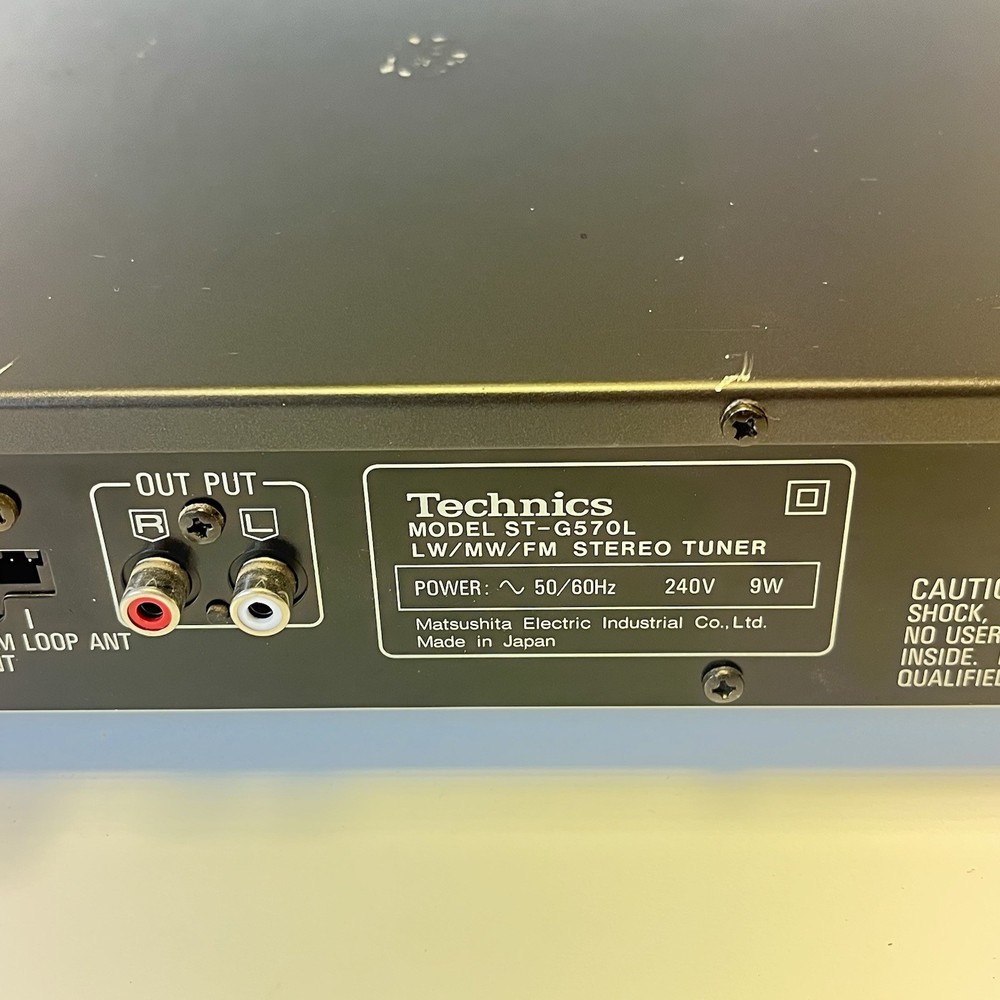 OUT PUT
R L
M LOOP ANT
NT
Technics
MODEL ST-G570L
LW/MW/FM STEREO TUNER
POWER: ∿ 50/60Hz 240V 9W
Matsushita Electric Industrial Co., Ltd.
Made in Japan
CAUTIO
SHOCK,
NO USER
INSIDE.
QUALIFIED